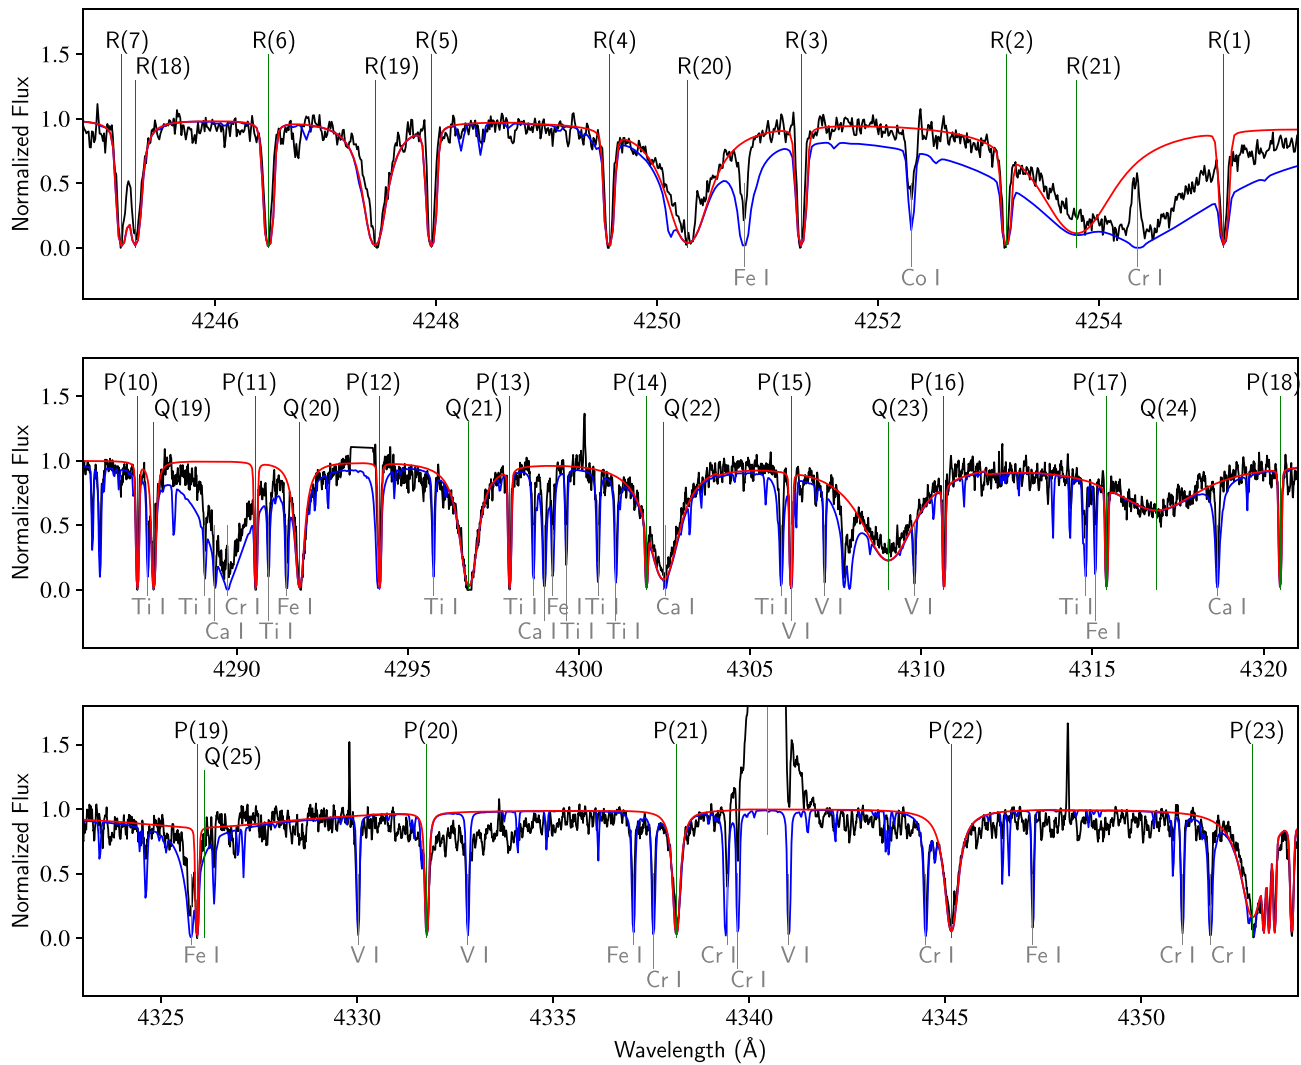 R(7) R(6) R(5) R(4) R(3) R(2) R(1)
R(18) R(19) R(20) R(21)
1.5
1.0
0.5
0.0
Normalized Flux
Fe I Co I Cr I
4246 4248 4250 4252 4254
P(10) P(11) P(12) P(13) P(14) P(15) P(16) P(17) P(18)
Q(19) Q(20) Q(21) Q(22) Q(23) Q(24)
1.5
1.0
0.5
0.0
Normalized Flux
Ti I Ti I Cr I Fe I Ti I Ti I Fe I Ti I Ca I Ti I V I V I Ti I Ca I
Ca I Ti I Ca I Ti I Ti I V I Fe I
4290 4295 4300 4305 4310 4315 4320
P(19) P(20) P(21) P(22) P(23)
Q(25)
1.5
1.0
0.5
0.0
Normalized Flux
Fe I V I V I Fe I Cr I V I Cr I Fe I Cr I Cr I
Cr I Cr I
4325 4330 4335 4340 4345 4350
Wavelength (Å)